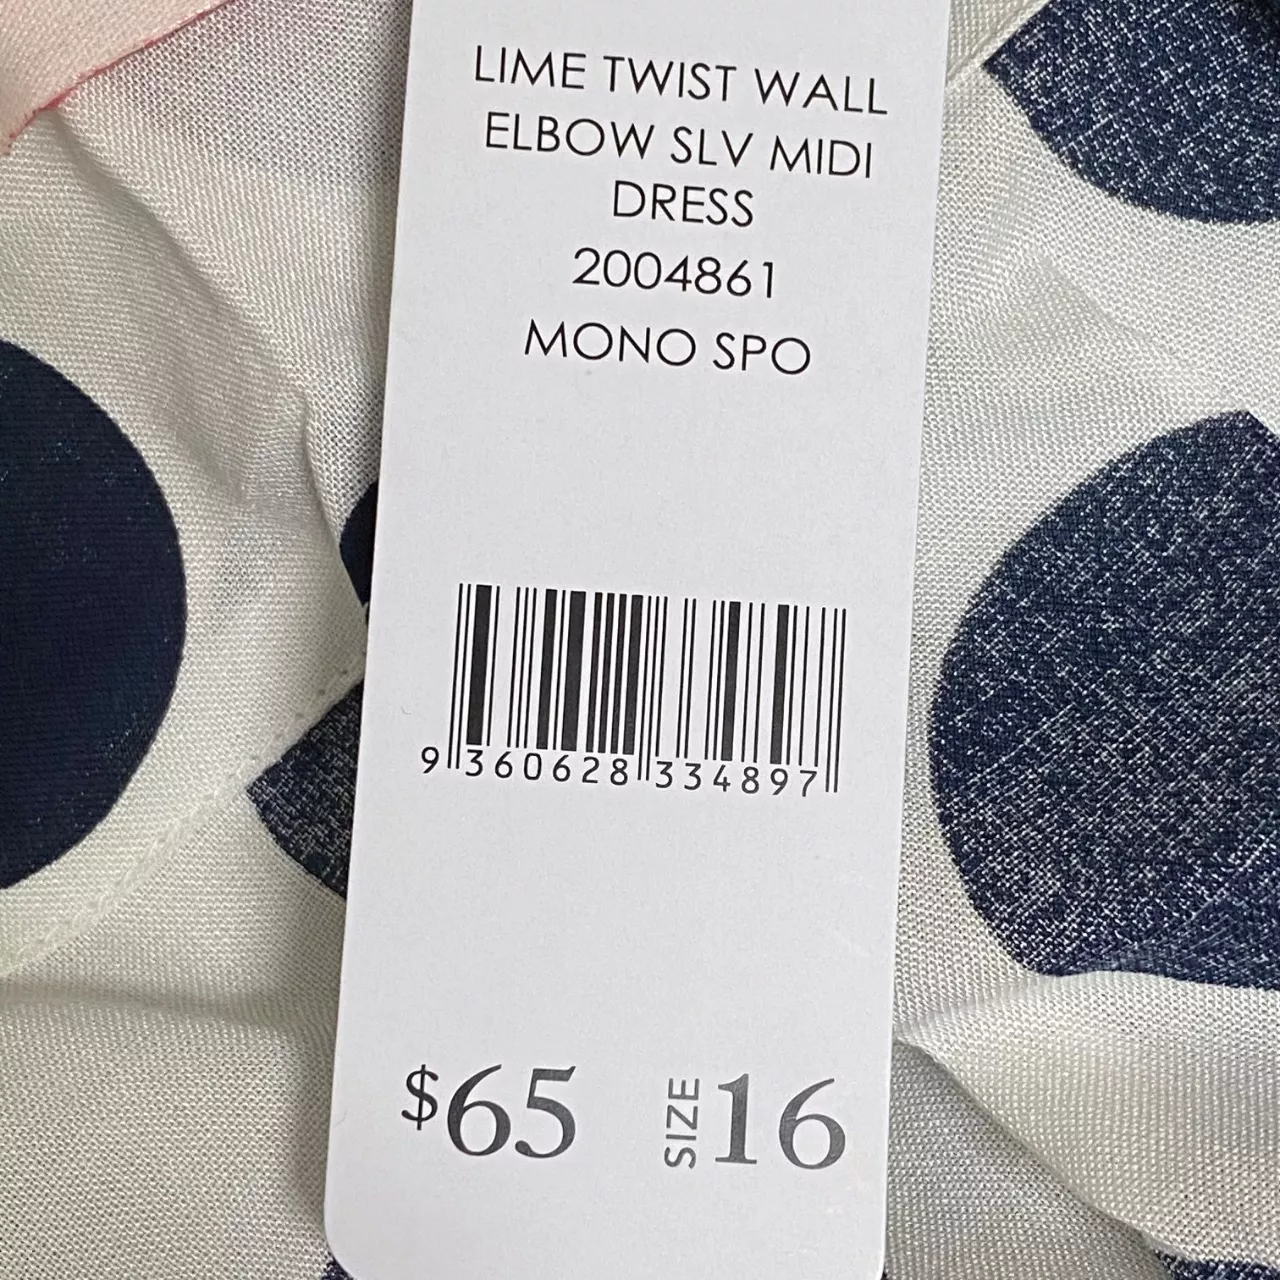 LIME TWIST WALL
ELBOW SLV MIDI
DRESS
2004861
MONO SPO
9 360628 334897
$65 SIZE 16